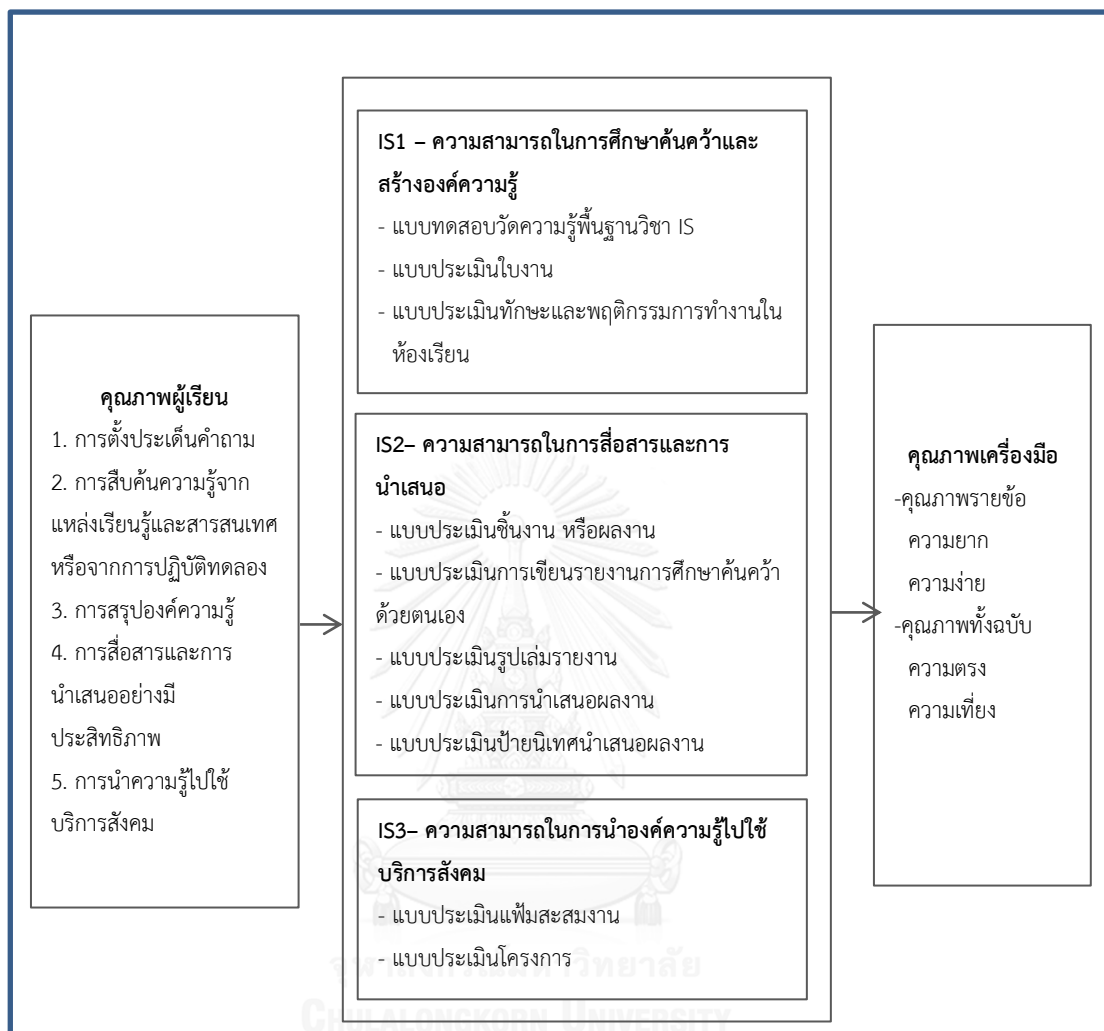 คุณภาพผู้เรียน
1. การตั้งประเด็นคำถาม
2. การสืบค้นความรู้จาก
แหล่งเรียนรู้และสารสนเทศ
หรือจากการปฏิบัติทดลอง
3. การสรุปองค์ความรู้
4. การสื่อสารและการ
นำเสนออย่างมี
ประสิทธิภาพ
5. การนำความรู้ไปใช้
บริการสังคม
IS1 – ความสามารถในการศึกษาค้นคว้าและ
สร้างองค์ความรู้
- แบบทดสอบวัดความรู้พื้นฐานวิชา IS
- แบบประเมินใบงาน
- แบบประเมินทักษะและพฤติกรรมการทำงานใน
ห้องเรียน
IS2– ความสามารถในการสื่อสารและการ
นำเสนอ
- แบบประเมินชิ้นงาน หรือผลงาน
- แบบประเมินการเขียนรายงานการศึกษาค้นคว้า
ด้วยตนเอง
- แบบประเมินรูปเล่มรายงาน
- แบบประเมินการนำเสนอผลงาน
- แบบประเมินป้ายนิเทศนำเสนอผลงาน
IS3– ความสามารถในการนำองค์ความรู้ไปใช้
บริการสังคม
- แบบประเมินแฟ้มสะสมงาน
- แบบประเมินโครงการ
คุณภาพเครื่องมือ
-คุณภาพรายข้อ
ความยาก
ความง่าย
-คุณภาพทั้งฉบับ
ความตรง
ความเที่ยง
จุฬาลงกรณ์มหาวิทยาลัย
CHULALONGKORN UNIVERSITY